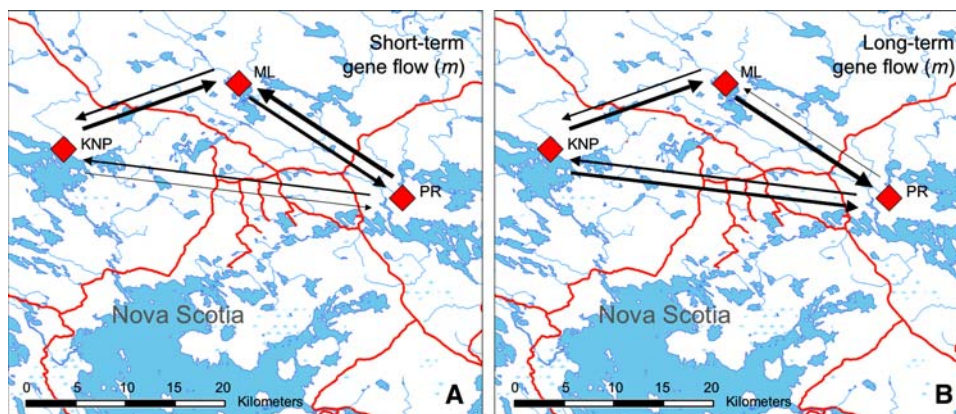 Short-term
gene flow (m)
ML
KNP
PR
Nova Scotia
0 5 10 15 20
Kilometers
A
Long-term
gene flow (m)
ML
KNP
PR
Nova Scotia
0 5 10 15 20
Kilometers
B